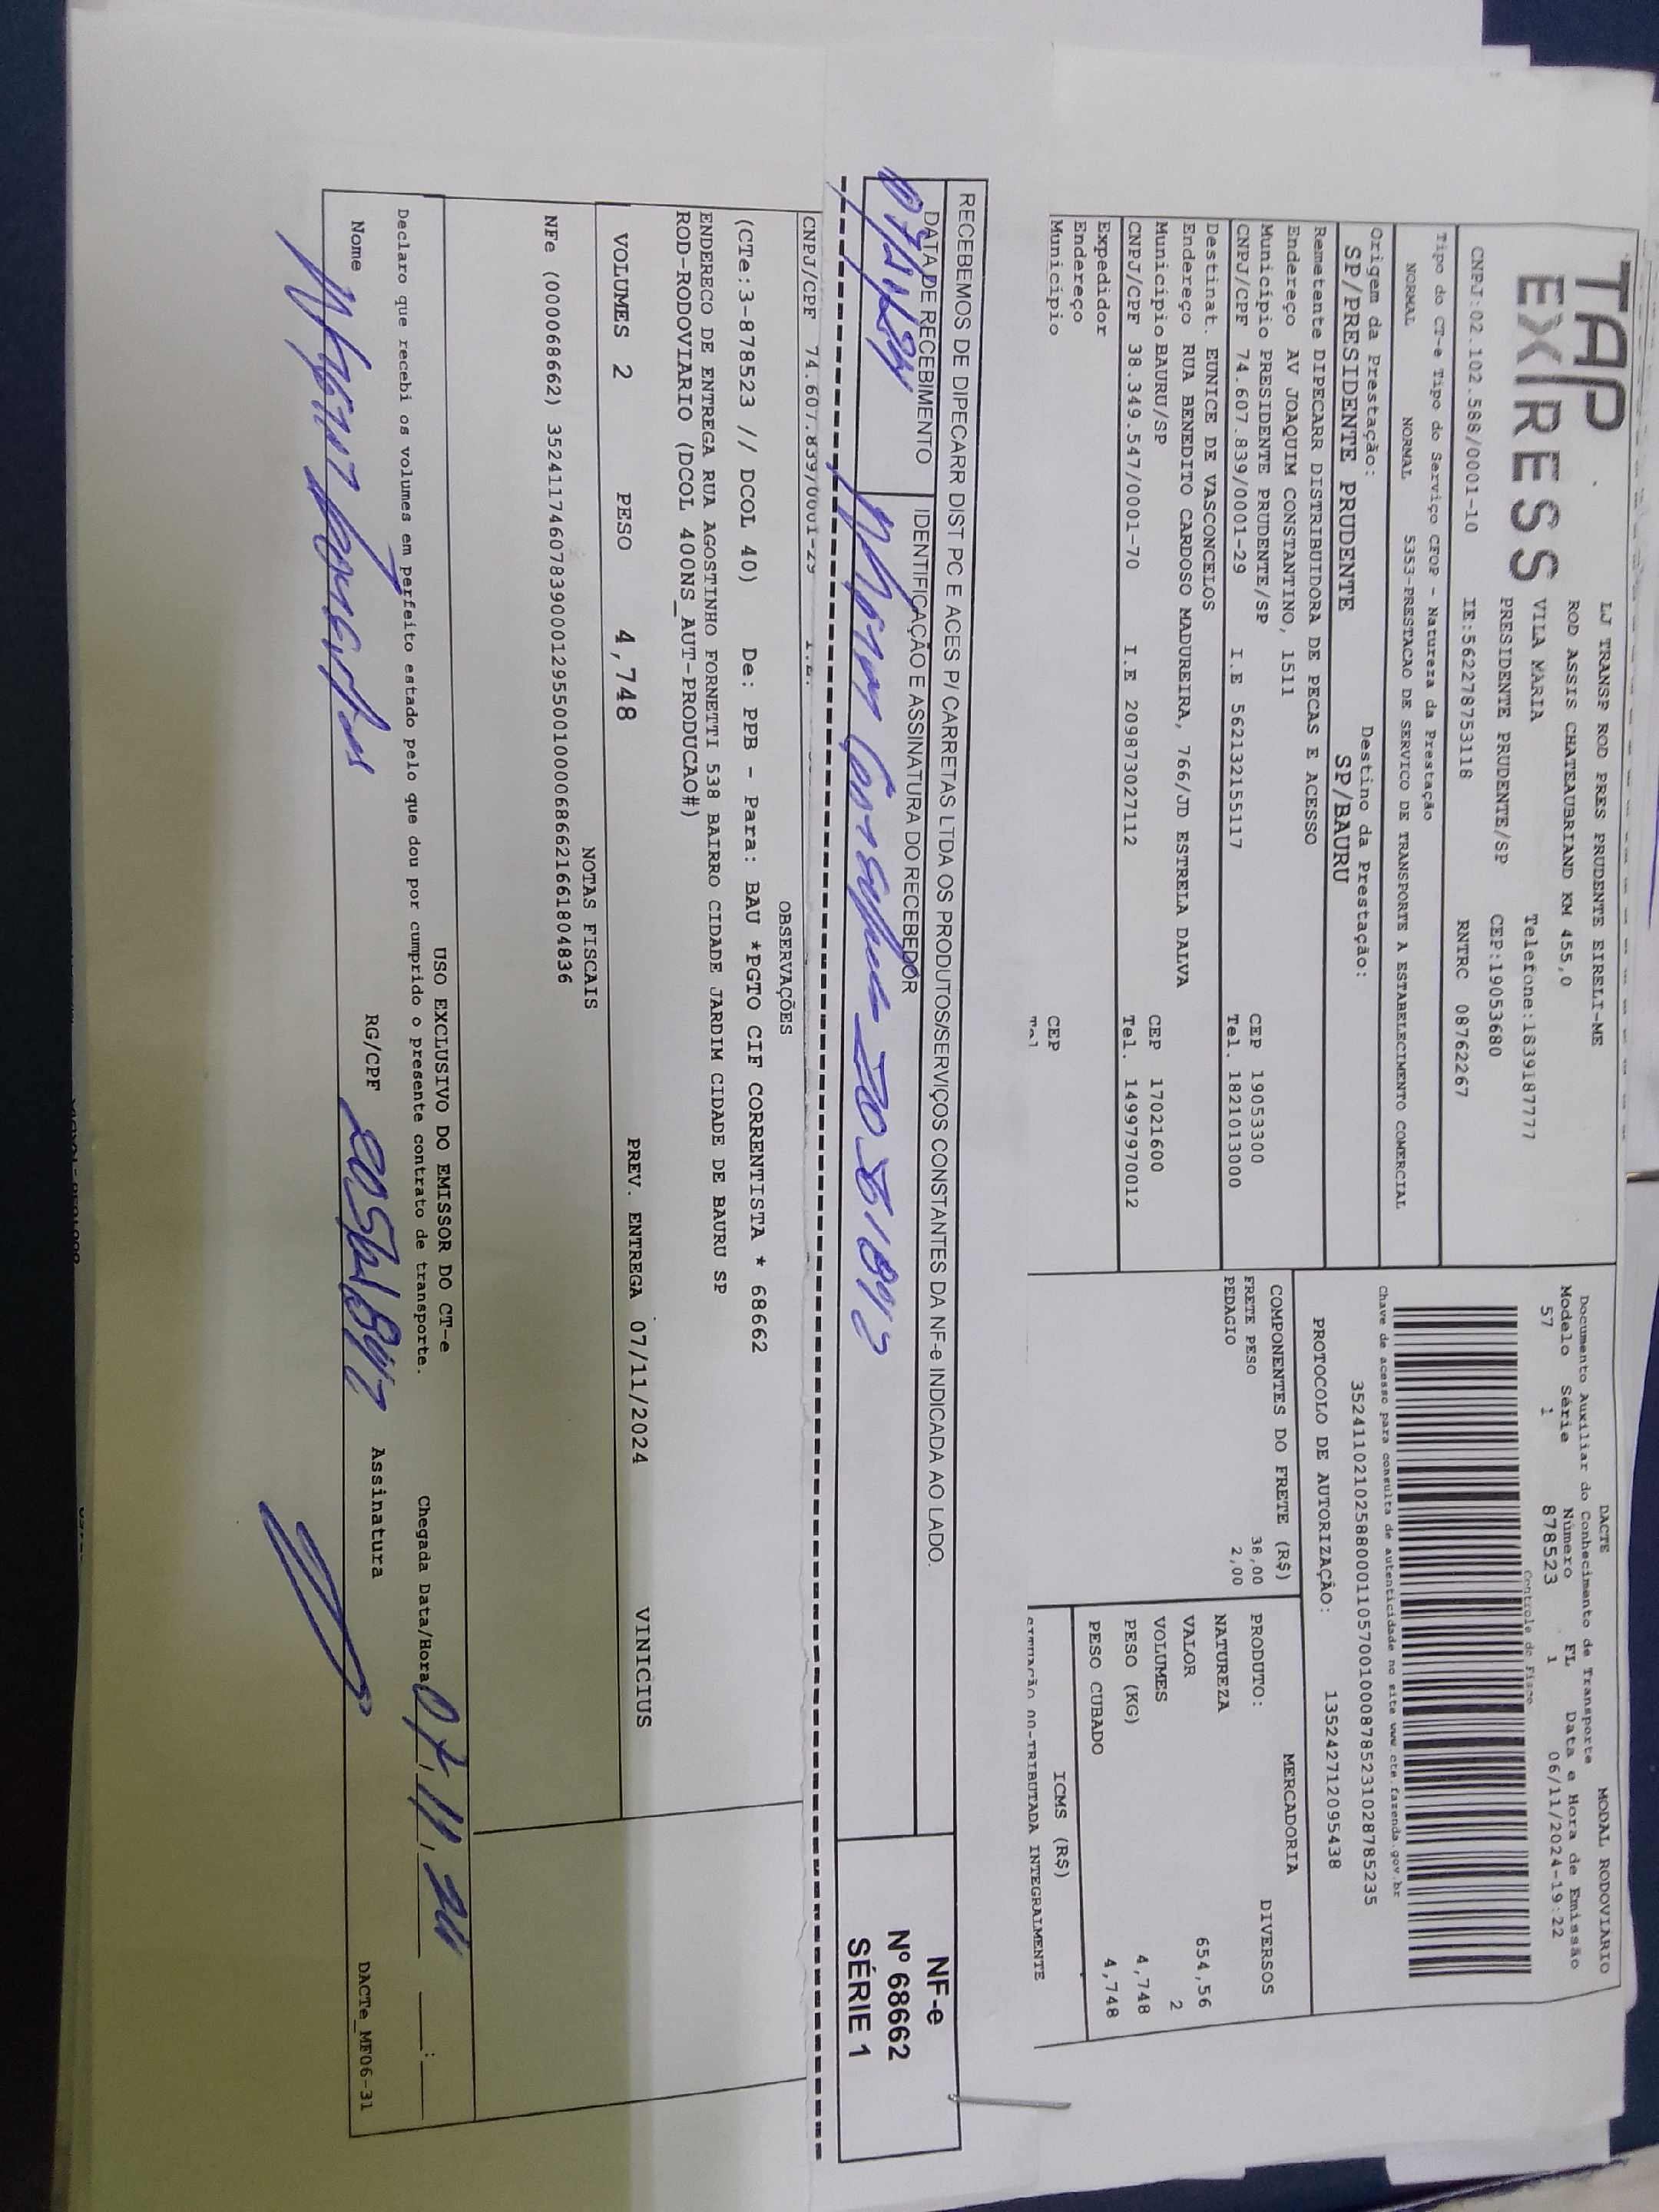 TAP
EXPRESS
LJ TRANSP ROD PRES PRUDENTE EIRELI-ME
ROD ASSIS CHATEAUBRIAND KM 455,0
VILA MARIA Telefone:1839187777
PRESIDENTE PRUDENTE/SP CEP:19053680
CNPJ:02.102.588/0001-10 IE:562278753118 RNTRC 08762267
Tipo do CT-e Tipo do Serviço CFOP - Natureza da Prestação
NORMAL NORMAL 5353-PRESTACAO DE SERVICO DE TRANSPORTE A ESTABELECIMENTO COMERCIAL
Origem da Prestação: Destino da Prestação:
SP/PRESIDENTE PRUDENTE SP/BAURU
Remetente DIPECARR DISTRIBUIDORA DE PECAS E ACESSO
Endereço AV JOAQUIM CONSTANTINO, 1511
Município PRESIDENTE PRUDENTE/SP CEP 19053300
CNPJ/CPF 74.607.839/0001-29 I.E 562132155117 Tel. 1821013000
Destinat. EUNICE DE VASCONCELOS
Endereço RUA BENEDITO CARDOSO MADUREIRA, 766/JD ESTRELA DALVA
Município BAURU/SP CEP 17021600
CNPJ/CPF 38.349.547/0001-70 I.E 209873027112 Tel. 14997970012
Expedidor
Endereço
Município CEP
Tel
DACTE MODAL RODOVIARIO
Documento Auxiliar do Conhecimento de Transporte
Modelo Série Número FL Data e Hora de Emissão
57 1 878523 1 06/11/2024-19:22
Controle do Fisco
Chave de acesso para consulta de autenticidade no site www.cte.fazenda.gov.br
35241102102588000110570010008785231028785235
PROTOCOLO DE AUTORIZAÇÃO: 135242712095438
COMPONENTES DO FRETE (R$)
FRETE PESO 38,00
PEDAGIO 2,00
MERCADORIA
PRODUTO: DIVERSOS
NATUREZA
VALOR 654,56
VOLUMES 2
PESO (KG) 4,748
PESO CUBADO 4,748
ICMS (R$)
SITUAÇÃO 00-TRIBUTADA INTEGRALMENTE
RECEBEMOS DE DIPECARR DIST PC E ACES P/ CARRETAS LTDA OS PRODUTOS/SERVIÇOS CONSTANTES DA NF-e INDICADA AO LADO.
DATA DE RECEBIMENTO IDENTIFICAÇÃO E ASSINATURA DO RECEBEDOR
07/11/24
NF-e
Nº 68662
SÉRIE 1
CNPJ/CPF 74.607.839/0001-29 I.E.
OBSERVAÇÕES
(CTe:3-878523 // DCOL 40) De: PPB - Para: BAU *PGTO CIF CORRENTISTA * 68662
ENDERECO DE ENTREGA RUA AGOSTINHO FORNETTI 538 BAIRRO CIDADE JARDIM CIDADE DE BAURU SP
ROD-RODOVIARIO (DCOL 400NS_AUT-PRODUCAO#)
VOLUMES 2 PESO 4,748 PREV. ENTREGA 07/11/2024 VINICIUS
NOTAS FISCAIS
NFe (000068662) 35241174607839000129550010000686621661804836
USO EXCLUSIVO DO EMISSOR DO CT-e
Declaro que recebi os volumes em perfeito estado pelo que dou por cumprido o presente contrato de transporte. Chegada Data/Hora 07/11/24 __:__
Nome RG/CPF Assinatura DACTe_MF06-31